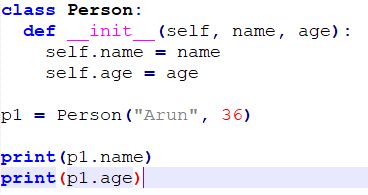 class Person:
  def __init__(self, name, age):
    self.name = name
    self.age = age

p1 = Person("Arun", 36)

print(p1.name)
print(p1.age)